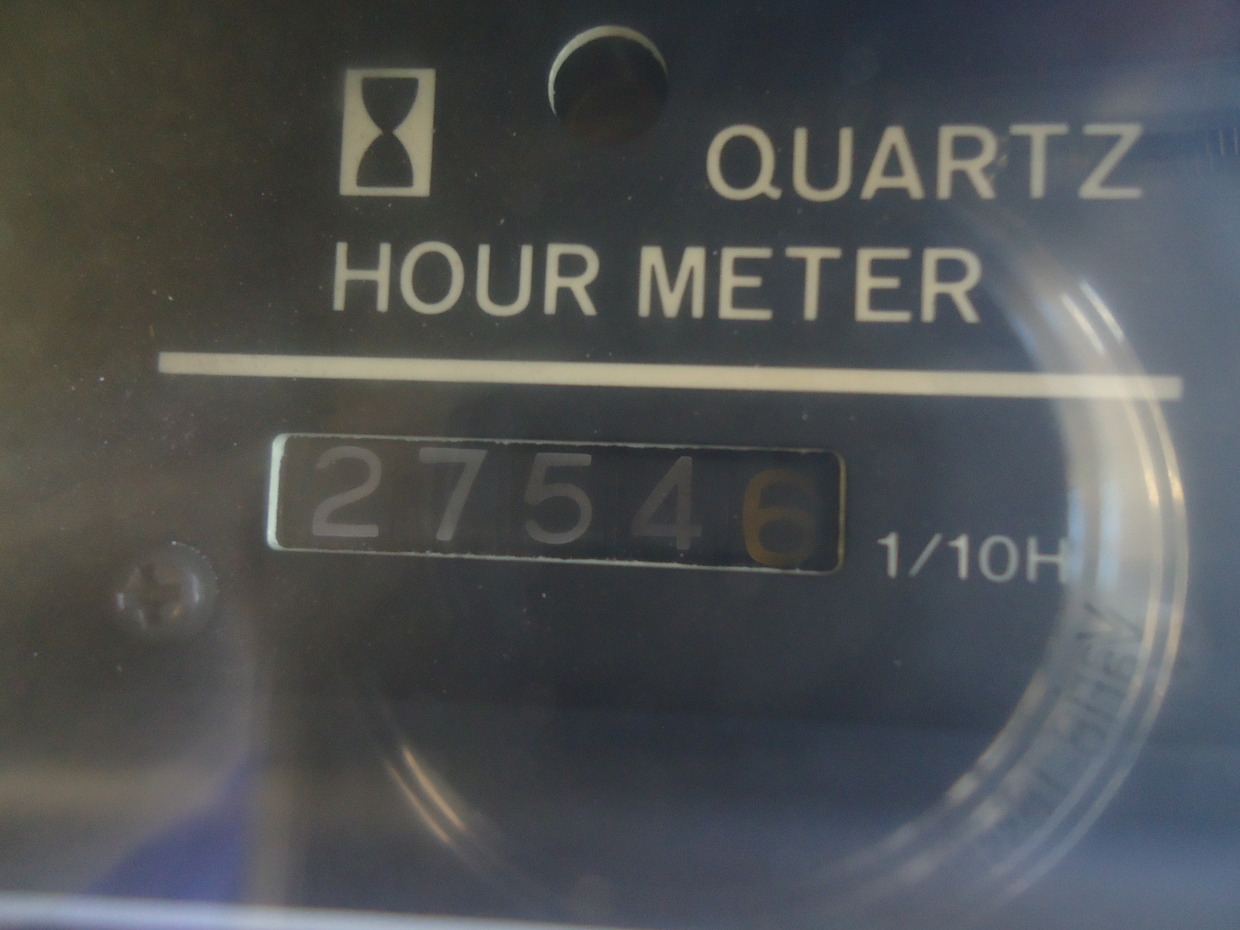 QUARTZ
HOUR METER
27546
1/10H